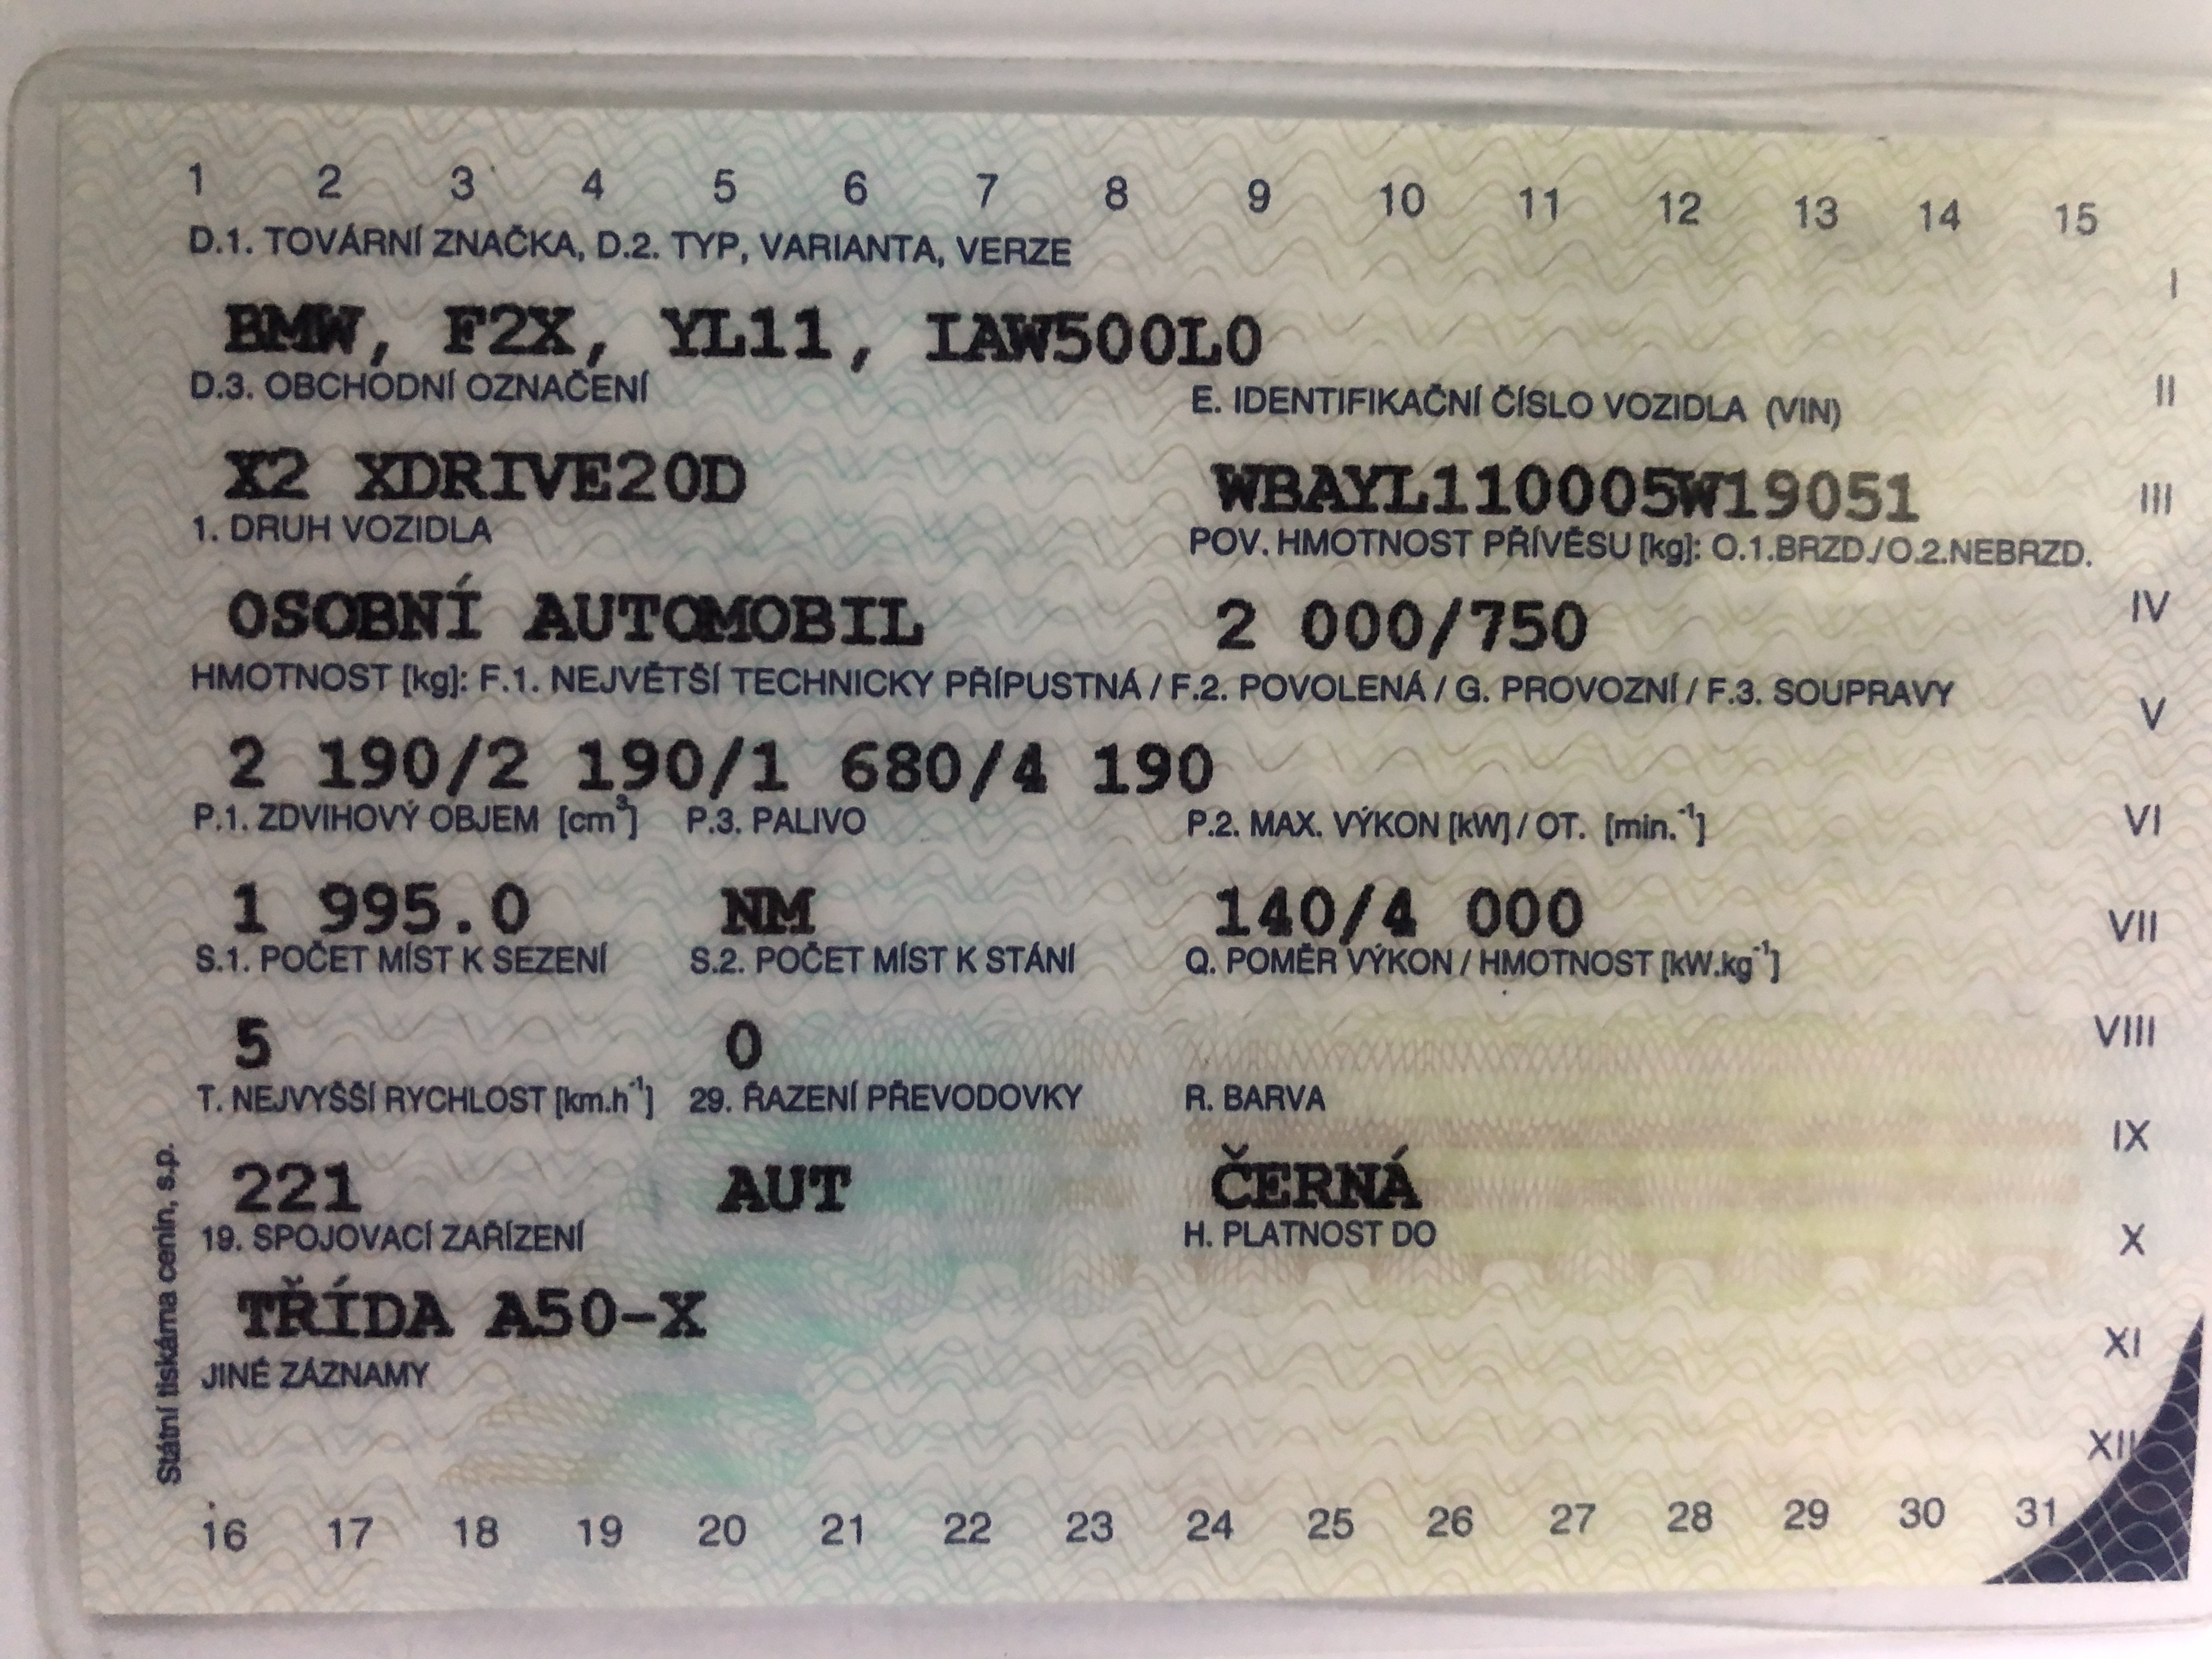 1 2 3 4 5 6 7 8 9 10 11 12 13 14 15
D.1. TOVÁRNÍ ZNAČKA, D.2. TYP, VARIANTA, VERZE
I
BMW, F2X, YL11, IAW500L0
D.3. OBCHODNÍ OZNAČENÍ E. IDENTIFIKAČNÍ ČÍSLO VOZIDLA (VIN) II
X2 XDRIVE20D WBAYL110005W19051 III
1. DRUH VOZIDLA POV. HMOTNOST PŘÍVĚSU [kg]: O.1.BRZD./O.2.NEBRZD.
OSOBNÍ AUTOMOBIL 2 000/750 IV
HMOTNOST [kg]: F.1. NEJVĚTŠÍ TECHNICKY PŘÍPUSTNÁ / F.2. POVOLENÁ / G. PROVOZNÍ / F.3. SOUPRAVY V
2 190/2 190/1 680/4 190
P.1. ZDVIHOVÝ OBJEM [cm³] P.3. PALIVO P.2. MAX. VÝKON [kW] / OT. [min.⁻¹] VI
1 995.0 NM 140/4 000 VII
S.1. POČET MÍST K SEZENÍ S.2. POČET MÍST K STÁNÍ Q. POMĚR VÝKON / HMOTNOST [kW.kg⁻¹]
5 0 VIII
T. NEJVYŠŠÍ RYCHLOST [km.h⁻¹] 29. ŘAZENÍ PŘEVODOVKY R. BARVA IX
221 AUT ČERNÁ
19. SPOJOVACÍ ZAŘÍZENÍ H. PLATNOST DO X
TŘÍDA A50-X XI
JINÉ ZÁZNAMY
XII
Státní tiskárna cenin, s.p.
16 17 18 19 20 21 22 23 24 25 26 27 28 29 30 31